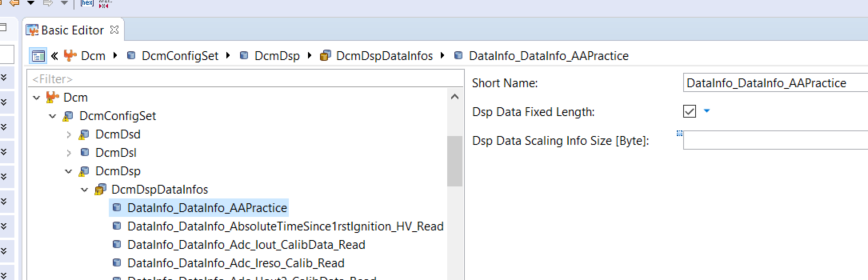 [hex]
Basic Editor
« Dcm DcmConfigSet DcmDsp DcmDspDataInfos DataInfo_DataInfo_AAPractice
<Filter>
Dcm
DcmConfigSet
DcmDsd
DcmDsl
DcmDsp
DcmDspDataInfos
DataInfo_DataInfo_AAPractice
DataInfo_DataInfo_AbsoluteTimeSince1rstIgnition_HV_Read
DataInfo_DataInfo_Adc_Iout_CalibData_Read
DataInfo_DataInfo_Adc_Ireso_Calib_Read
Short Name: DataInfo_DataInfo_AAPractice
Dsp Data Fixed Length:
Dsp Data Scaling Info Size [Byte]: